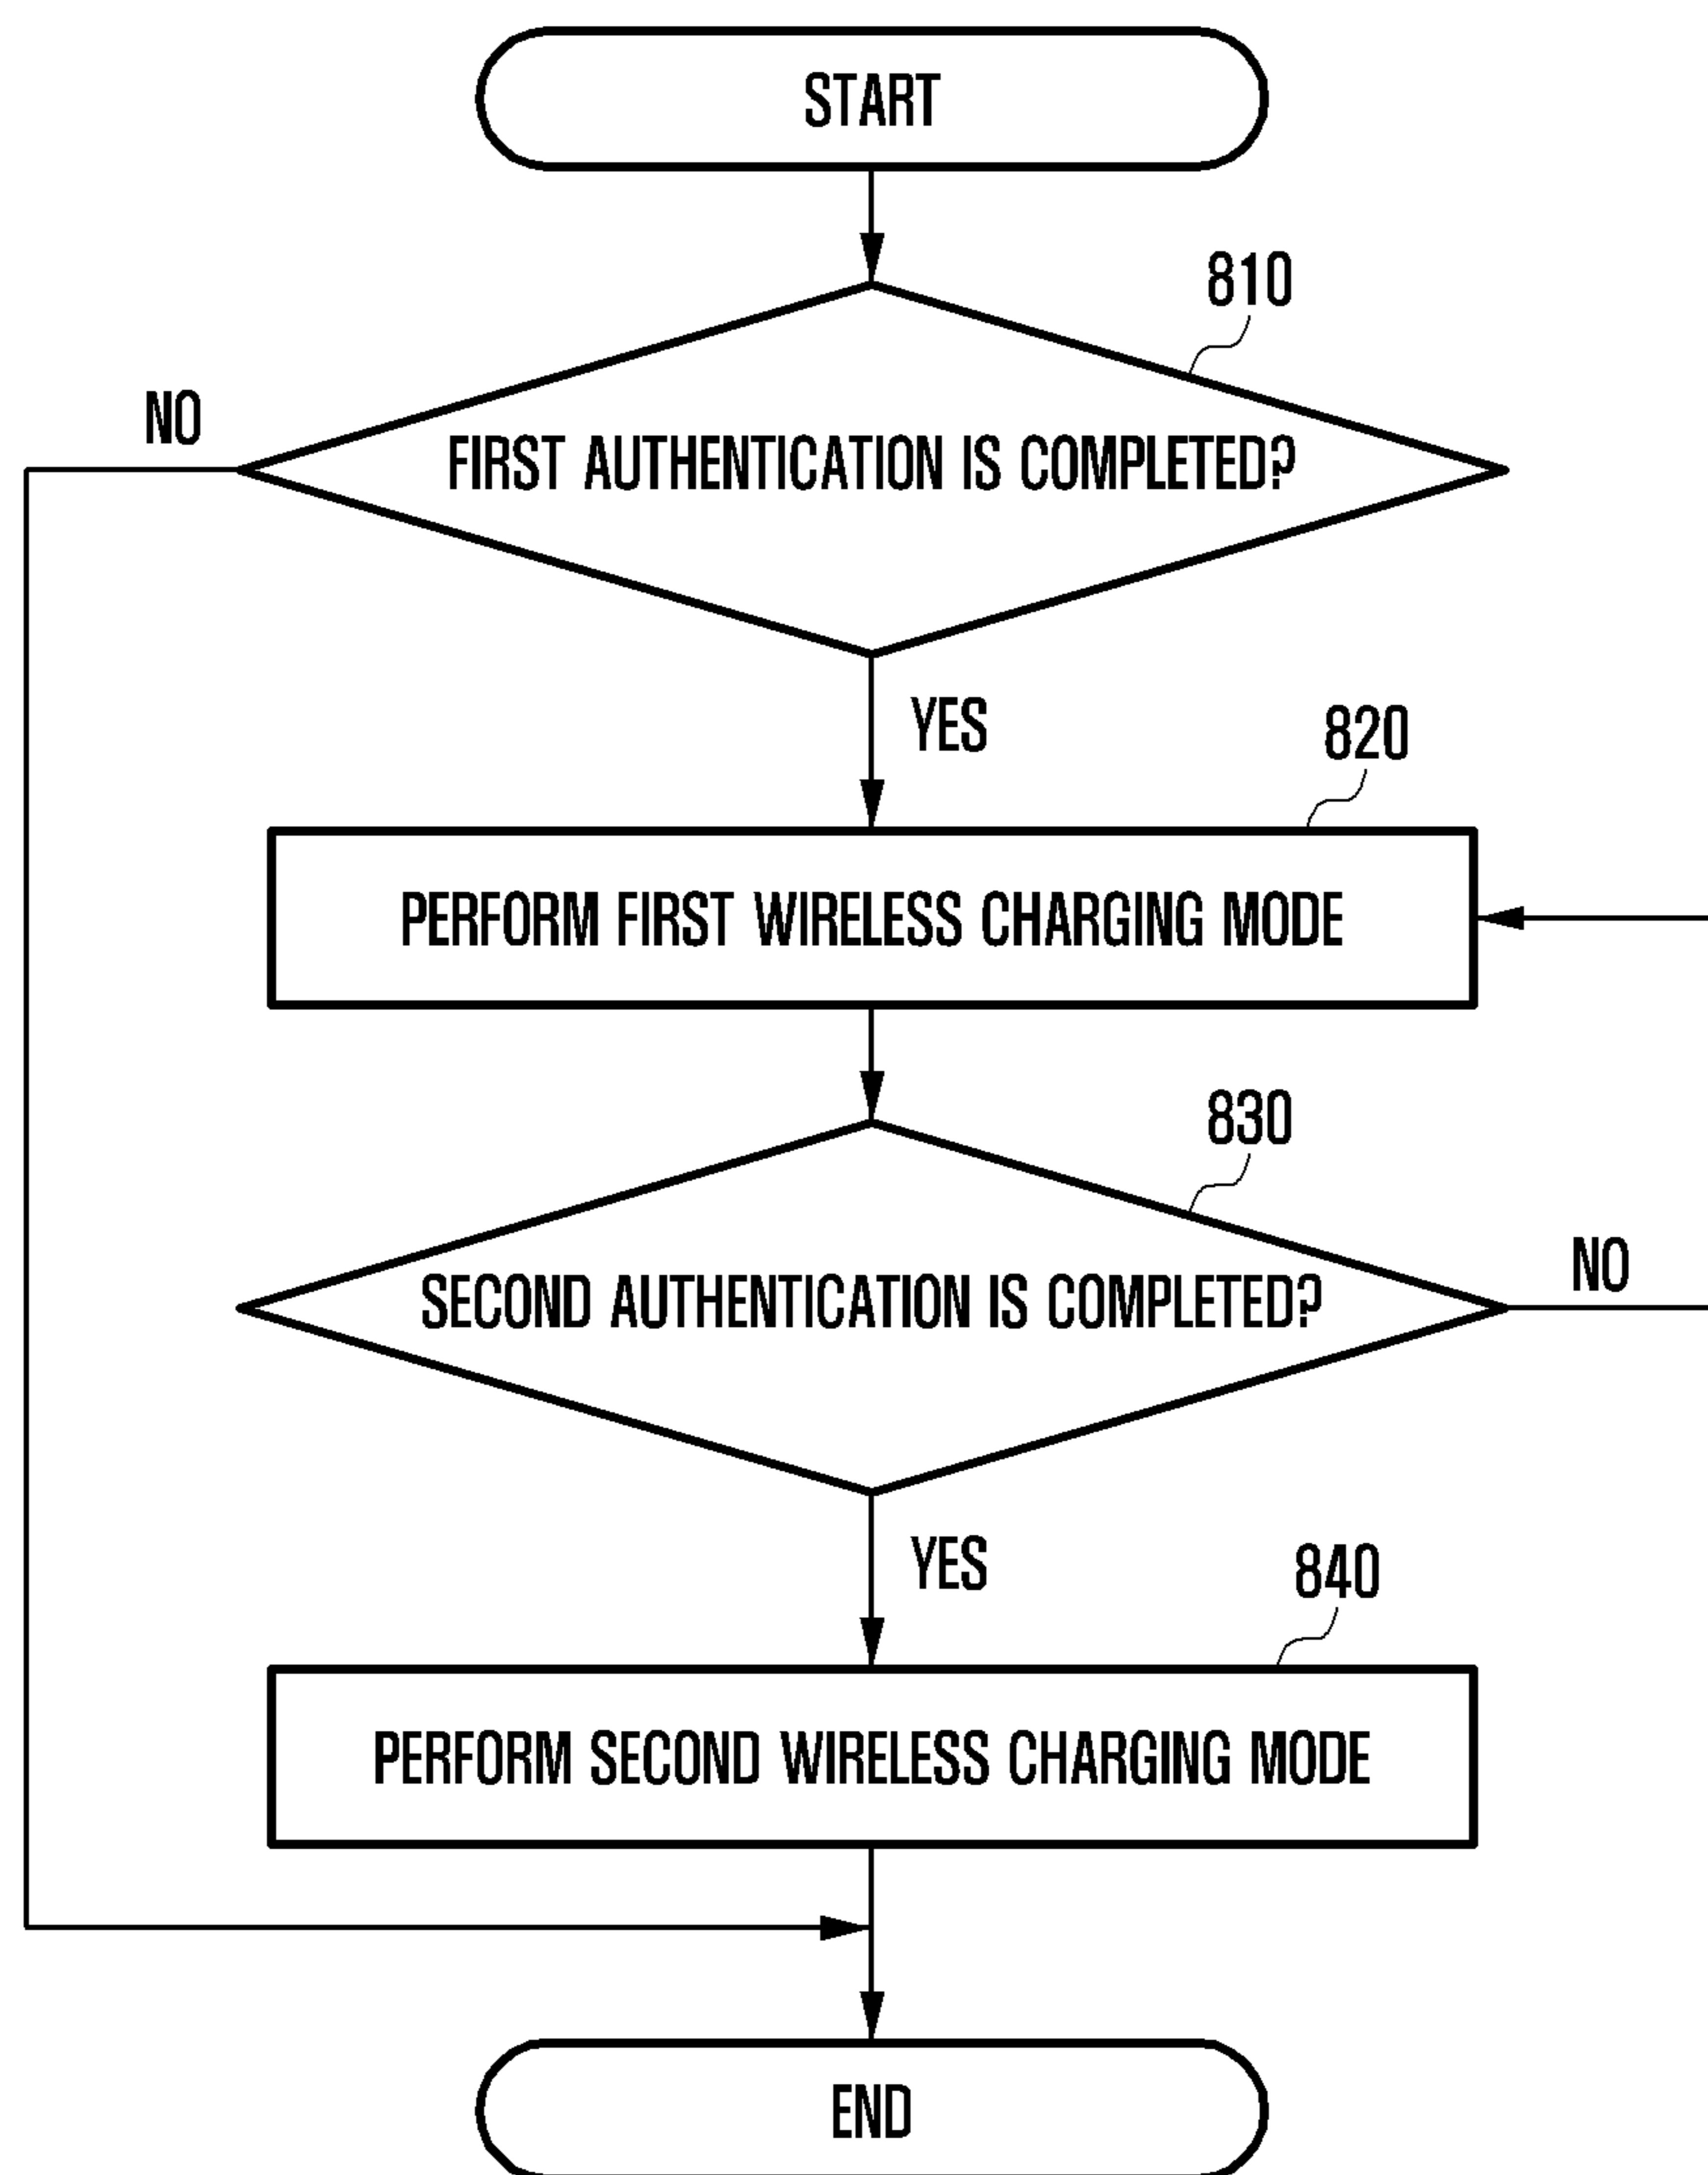 START
810
NO
FIRST AUTHENTICATION IS COMPLETED?
YES
820
PERFORM FIRST WIRELESS CHARGING MODE
830
NO
SECOND AUTHENTICATION IS COMPLETED?
YES
840
PERFORM SECOND WIRELESS CHARGING MODE
END